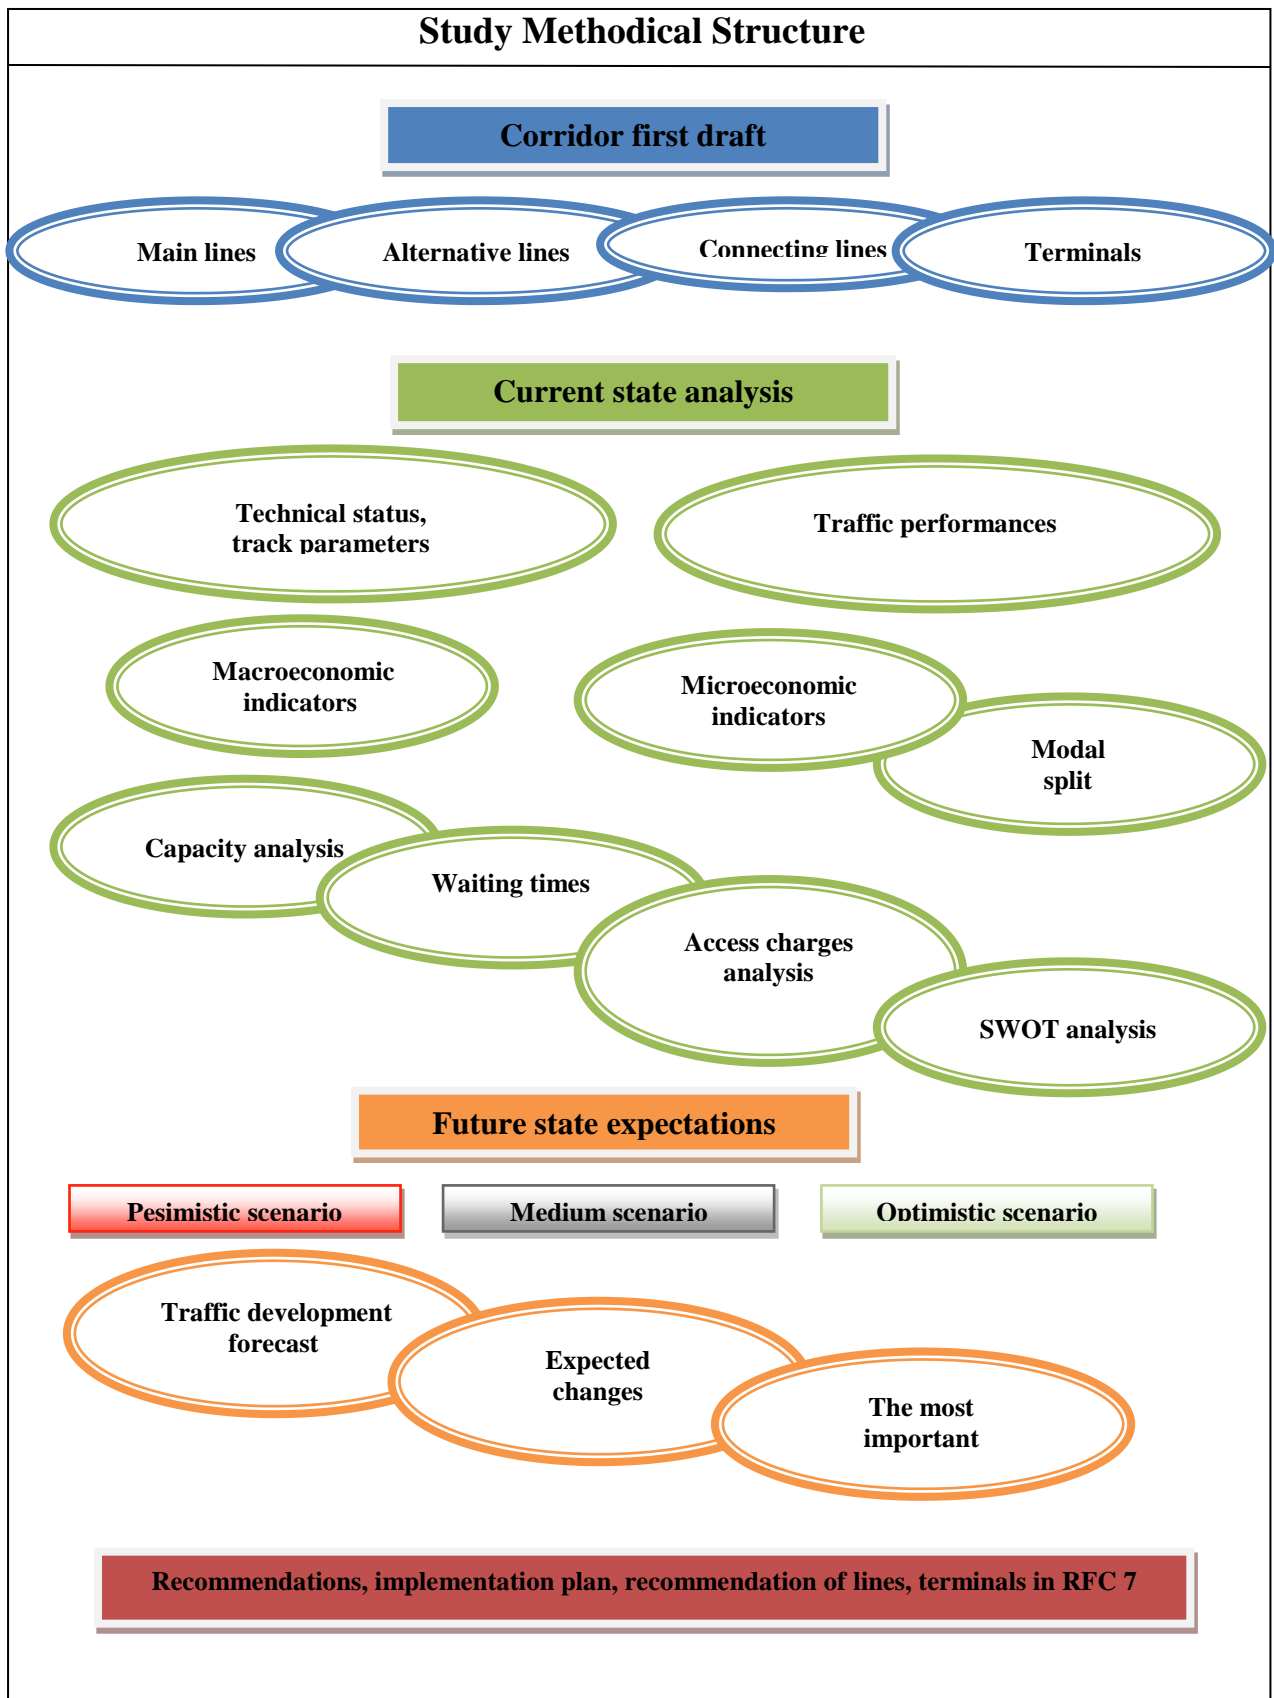 Study Methodical Structure
Corridor first draft
Main lines
Alternative lines
Connecting lines
Terminals
Current state analysis
Technical status,
track parameters
Traffic performances
Macroeconomic
indicators
Microeconomic
indicators
Modal
split
Capacity analysis
Waiting times
Access charges
analysis
SWOT analysis
Future state expectations
Pesimistic scenario
Medium scenario
Optimistic scenario
Traffic development
forecast
Expected
changes
The most
important
Recommendations, implementation plan, recommendation of lines, terminals in RFC 7